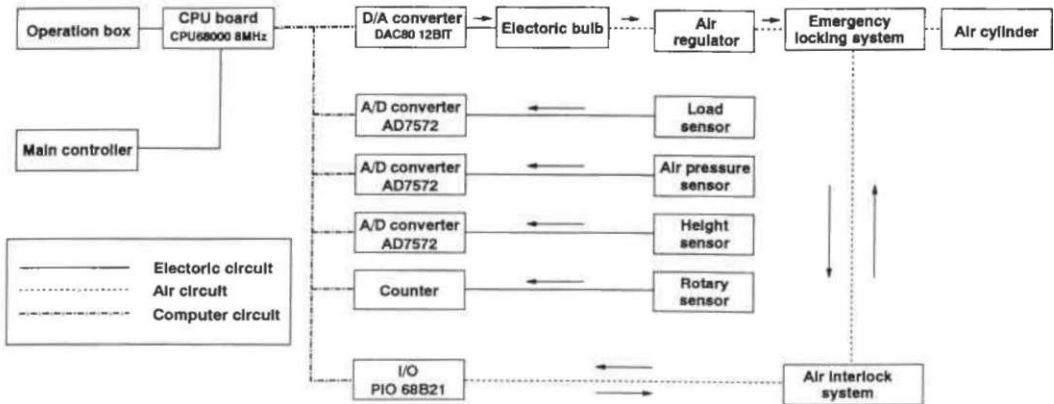 Operation box
CPU board
CPU68000 8MHz
D/A converter
DAC80 12BIT
Electoric bulb
Air
regulator
Emergency
locking system
Air cylinder
Main controller
A/D converter
AD7572
Load
sensor
A/D converter
AD7572
Air pressure
sensor
A/D converter
AD7572
Height
sensor
Counter
Rotary
sensor
Electoric circuit
Air circuit
Computer circuit
I/O
PIO 68B21
Air interlock
system